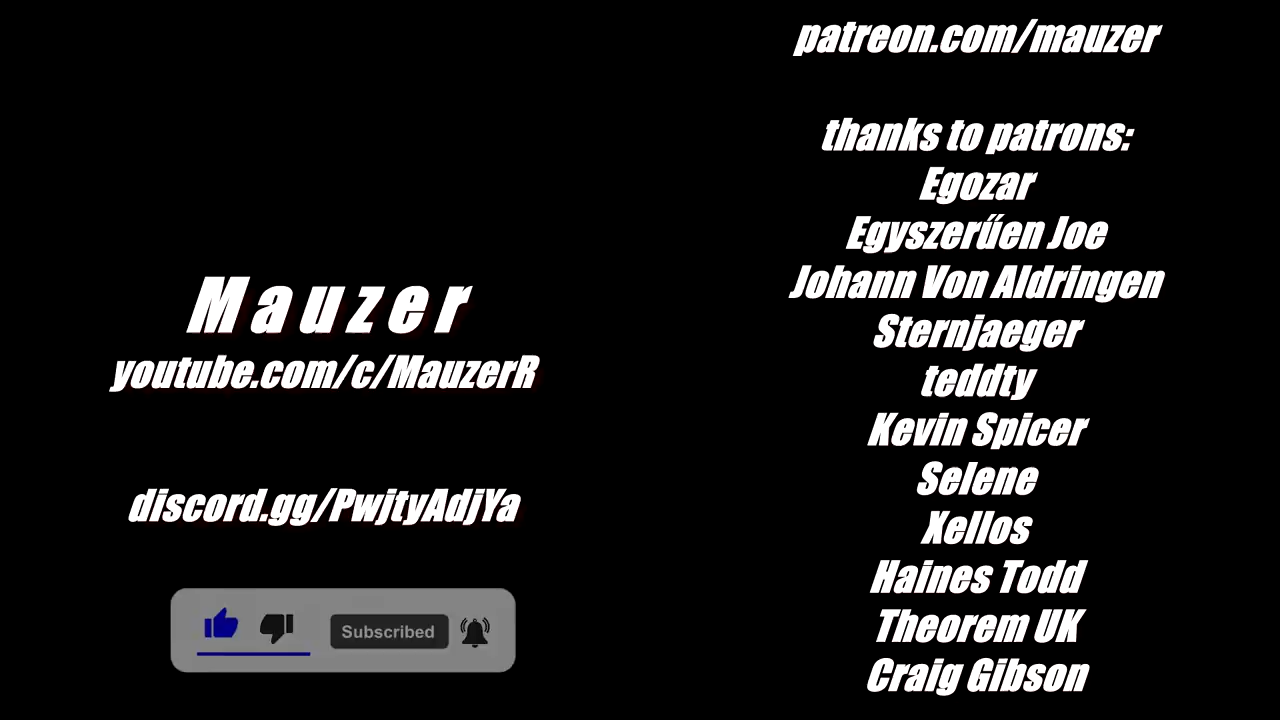 Mauzer
youtube.com/c/MauzerR
discord.gg/PwjtyAdjYa
Subscribed
patreon.com/mauzer
thanks to patrons:
Egozar
Egyszerűen Joe
Johann Von Aldringen
Sternjaeger
teddty
Kevin Spicer
Selene
Xellos
Haines Todd
Theorem UK
Craig Gibson